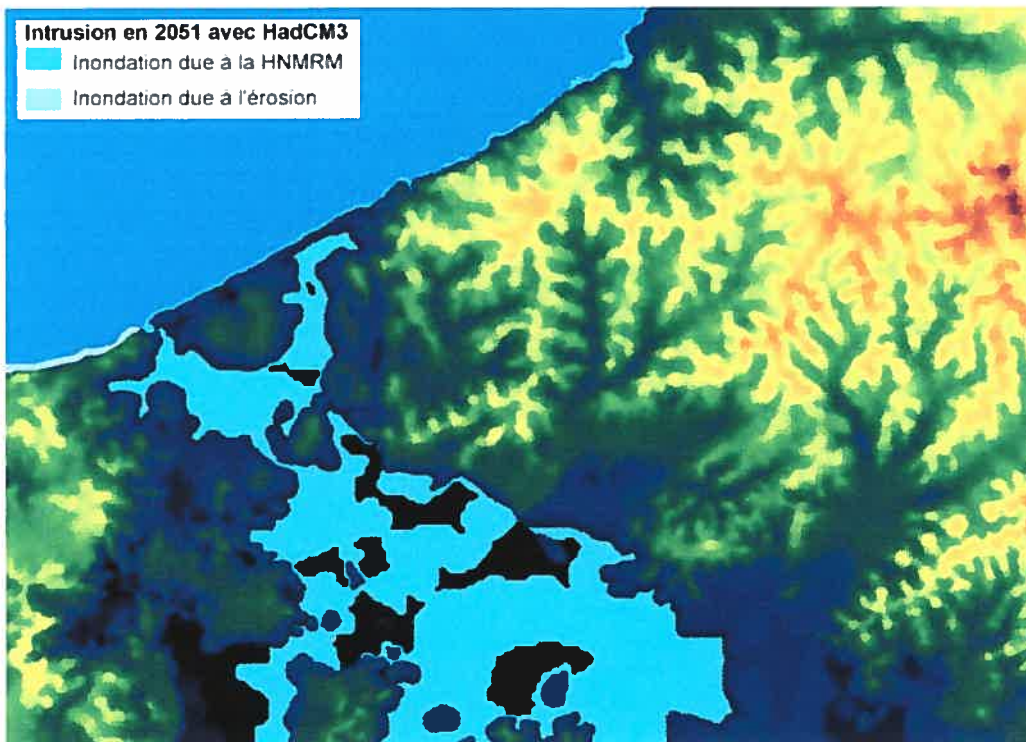 Intrusion en 2051 avec HadCM3
Inondation due à la HNMRM
Inondation due à l'érosion